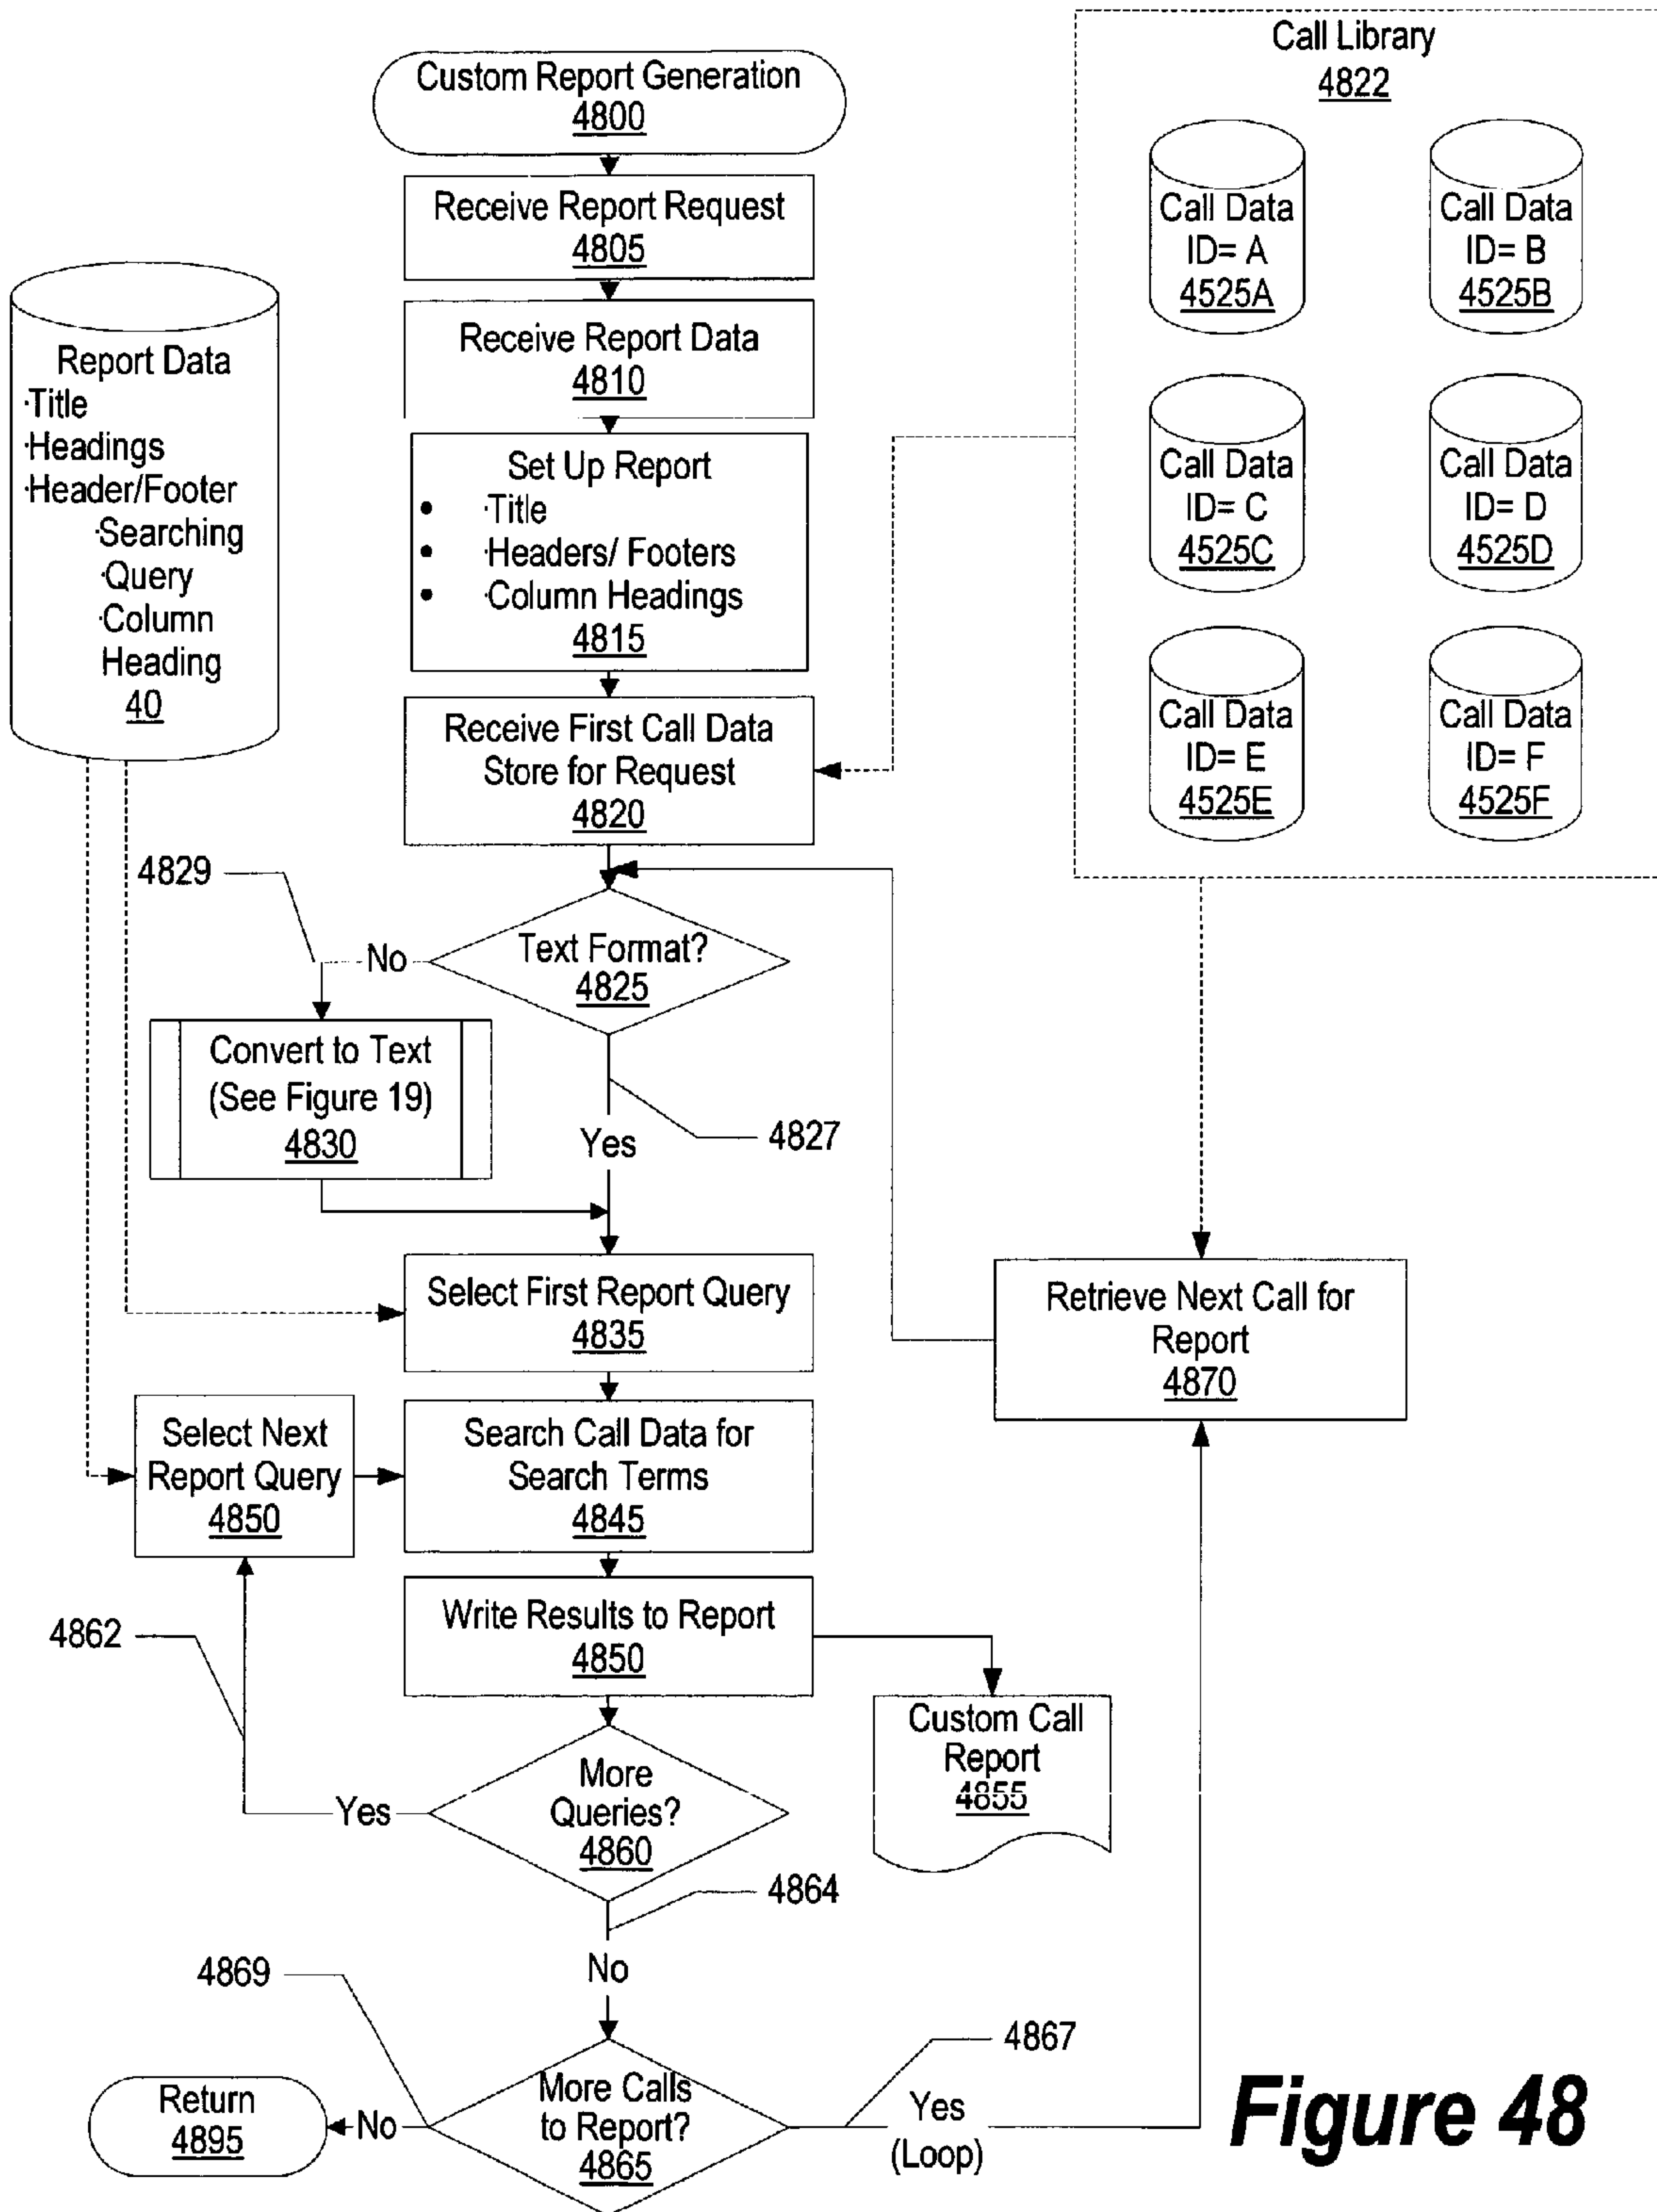 Custom Report Generation
4800
Receive Report Request
4805
Receive Report Data
4810
Set Up Report
• ·Title
• ·Headers/ Footers
• ·Column Headings
4815
Receive First Call Data
Store for Request
4820
Report Data
·Title
·Headings
·Header/Footer
·Searching
·Query
·Column
Heading
40
Call Library
4822
Call Data
ID= A
4525A
Call Data
ID= B
4525B
Call Data
ID= C
4525C
Call Data
ID= D
4525D
Call Data
ID= E
4525E
Call Data
ID= F
4525F
4829
No
Text Format?
4825
Convert to Text
(See Figure 19)
4830
Yes
4827
Select First Report Query
4835
Retrieve Next Call for
Report
4870
Select Next
Report Query
4850
Search Call Data for
Search Terms
4845
Write Results to Report
4850
4862
Custom Call
Report
4855
Yes
More
Queries?
4860
4864
No
4869
4867
Return
4895
No
More Calls
to Report?
4865
Yes
(Loop)
Figure 48